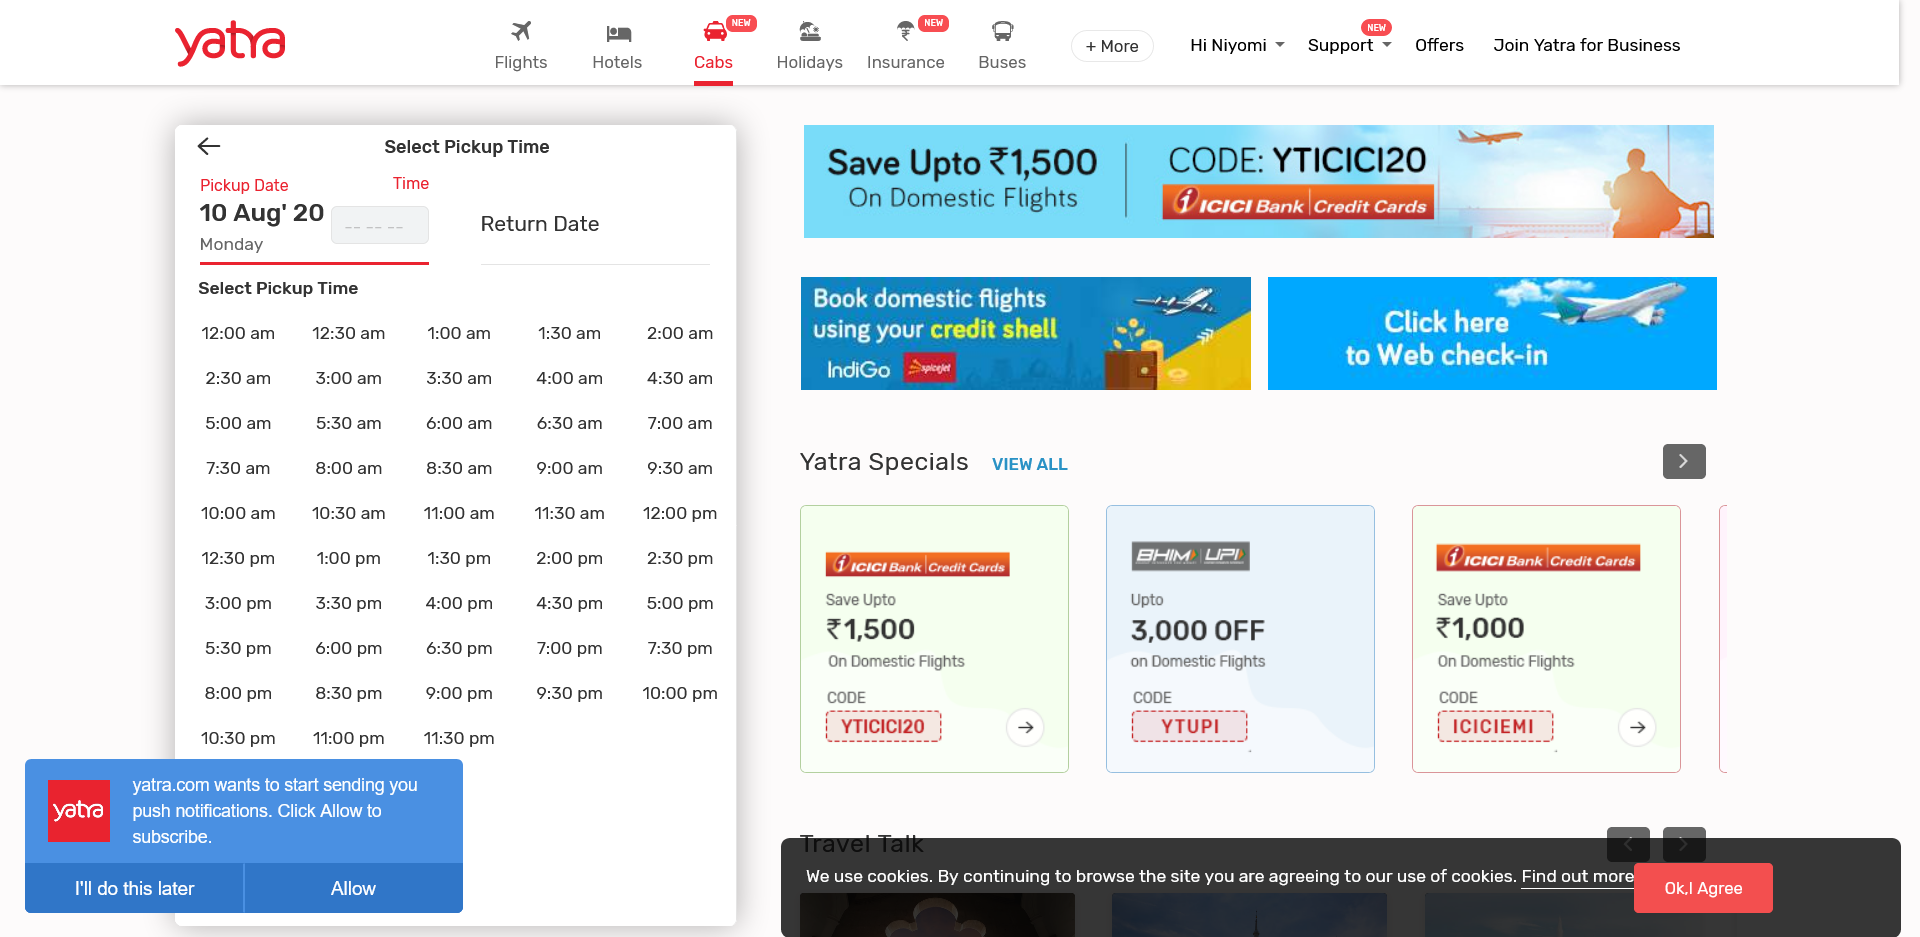 yatra
Flights
Hotels
NEW
Cabs
Holidays
NEW
Insurance
Buses
+ More
Hi Niyomi
NEW
Support
Offers
Join Yatra for Business
Select Pickup Time
Pickup Date
Time
10 Aug' 20
-- -- --
Monday
Return Date
Select Pickup Time
12:00 am 12:30 am 1:00 am 1:30 am 2:00 am
2:30 am 3:00 am 3:30 am 4:00 am 4:30 am
5:00 am 5:30 am 6:00 am 6:30 am 7:00 am
7:30 am 8:00 am 8:30 am 9:00 am 9:30 am
10:00 am 10:30 am 11:00 am 11:30 am 12:00 pm
12:30 pm 1:00 pm 1:30 pm 2:00 pm 2:30 pm
3:00 pm 3:30 pm 4:00 pm 4:30 pm 5:00 pm
5:30 pm 6:00 pm 6:30 pm 7:00 pm 7:30 pm
8:00 pm 8:30 pm 9:00 pm 9:30 pm 10:00 pm
10:30 pm 11:00 pm 11:30 pm
yatra
yatra.com wants to start sending you
push notifications. Click Allow to
subscribe.
I'll do this later
Allow
Save Upto ₹1,500
On Domestic Flights
CODE: YTICICI20
ICICI Bank Credit Cards
Book domestic flights
using your credit shell
IndiGo spicejet
Click here
to Web check-in
Yatra Specials VIEW ALL
ICICI Bank Credit Cards
Save Upto
₹1,500
On Domestic Flights
CODE
YTICICI20
BHIM UPI
Upto
3,000 OFF
on Domestic Flights
CODE
YTUPI
ICICI Bank Credit Cards
Save Upto
₹1,000
On Domestic Flights
CODE
ICICIEMI
Travel Talk
We use cookies. By continuing to browse the site you are agreeing to our use of cookies. Find out more
Ok,I Agree